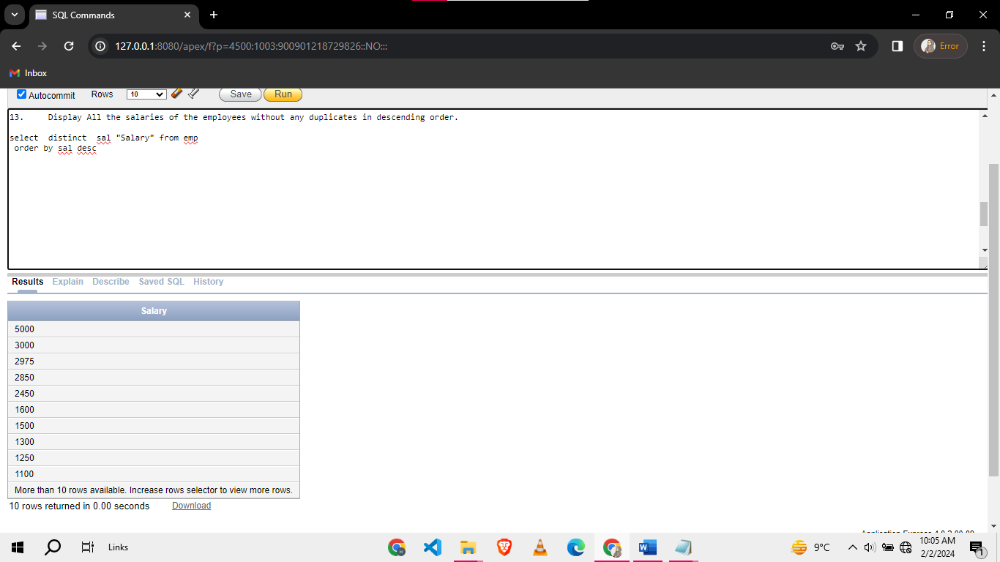 SQL Commands
127.0.0.1:8080/apex/f?p=4500:1003:900901218729826::NO:::
Error
Inbox
Autocommit Rows 10 Save Run
13. Display All the salaries of the employees without any duplicates in descending order.
select distinct sal "Salary" from emp
order by sal desc
Results Explain Describe Saved SQL History
Salary
5000
3000
2975
2850
2450
1600
1500
1300
1250
1100
More than 10 rows available. Increase rows selector to view more rows.
10 rows returned in 0.00 seconds Download
Links
9°C
10:05 AM
2/2/2024
1